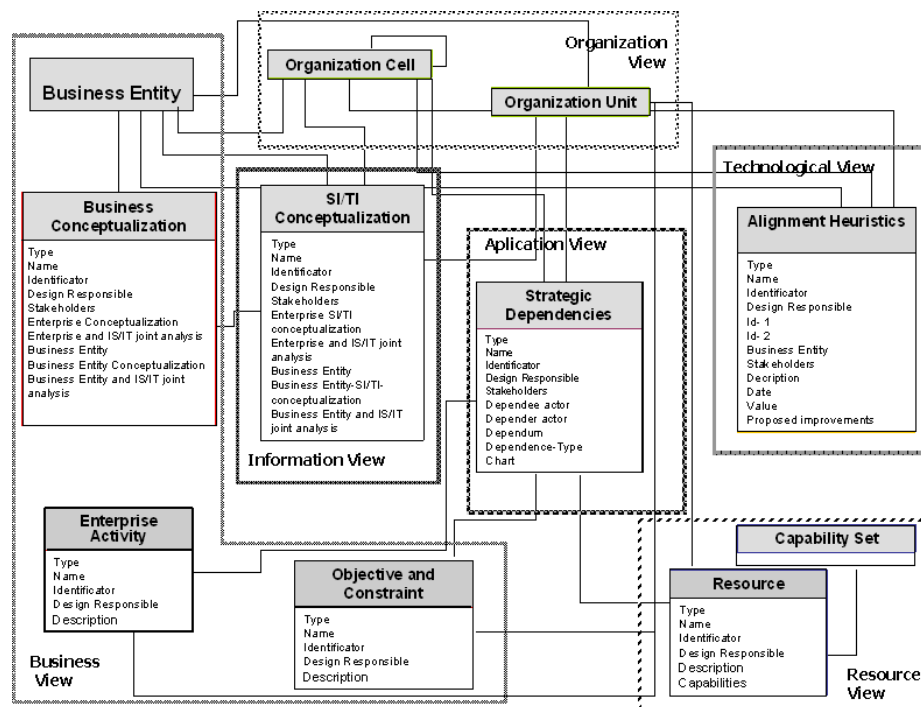 Organization
View
Organization Cell
Business Entity
Organization Unit
Technological View
Business
Conceptualization
Type
Name
Identificator
Design Responsible
Stakeholders
Enterprise Conceptualization
Enterprise and IS/IT joint analysis
Business Entity
Business Entity Conceptualization
Business Entity and IS/IT joint
analysis
SI/TI
Conceptualization
Type
Name
Identificator
Design Responsible
Stakeholders
Enterprise SI/TI
conceptualization
Enterprise and IS/IT joint
analysis
Business Entity
Business Entity-SI/TI-
conceptualization
Business Entity and IS/IT
joint analysis
Information View
Aplication View
Strategic
Dependencies
Type
Name
Identificator
Design Responsible
Stakeholders
Dependee actor
Depender actor
Dependum
Dependence-Type
Chart
Alignment Heuristics
Type
Name
Identificator
Design Responsible
Id- 1
Id- 2
Business Entity
Stakeholders
Decription
Date
Value
Proposed improvements
Enterprise
Activity
Type
Name
Identificator
Design Responsible
Description
Business
View
Objective and
Constraint
Type
Name
Identificator
Design Responsible
Description
Capability Set
Resource
Type
Name
Identificator
Design Responsible
Description
Capabilities
Resource
View